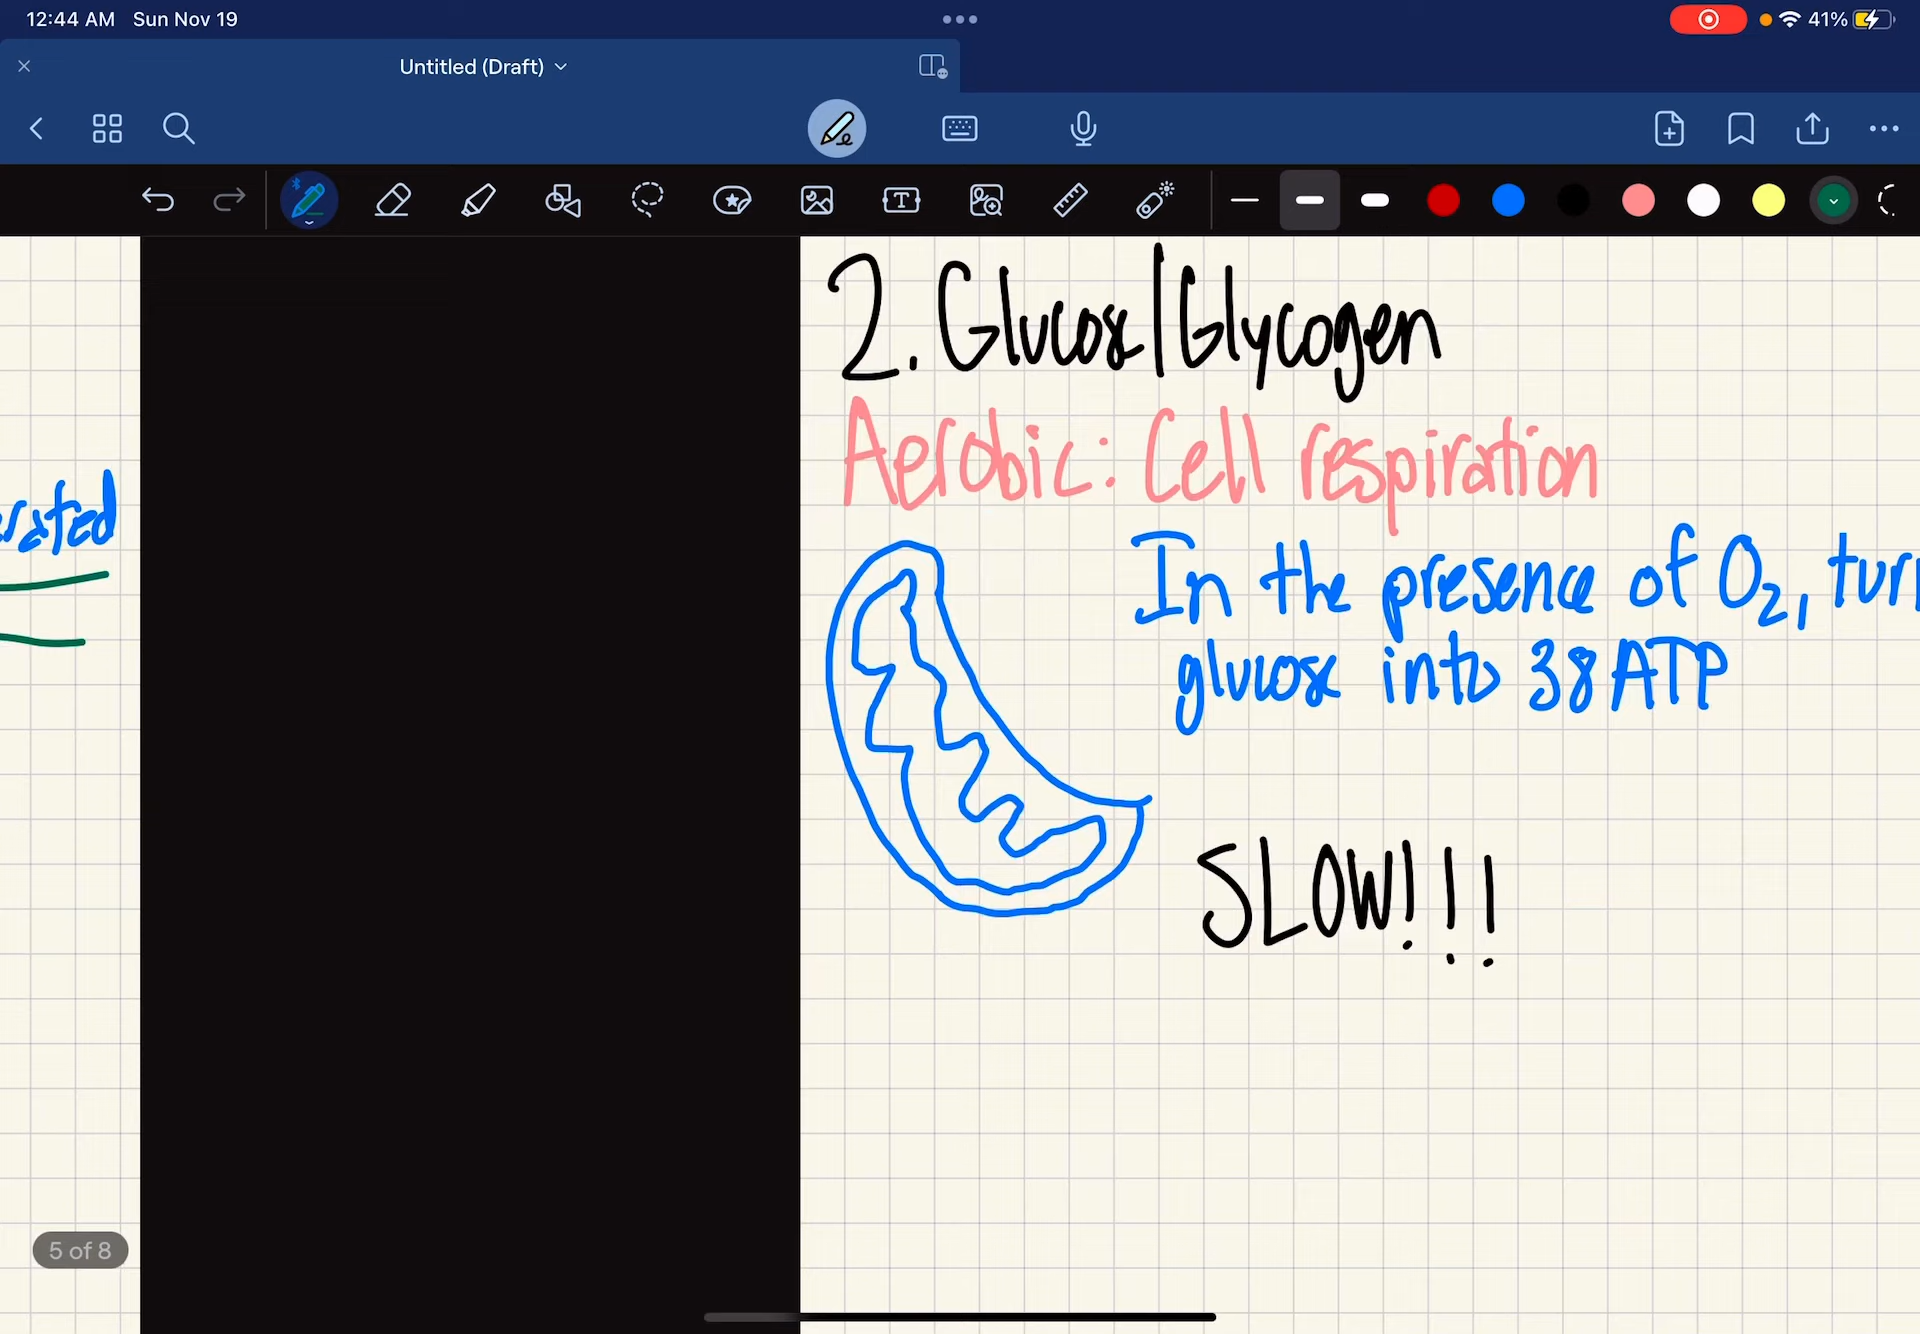 12:44 AM Sun Nov 19
41%
Untitled (Draft)
T
2. Glucose/Glycogen
Aerobic: Cell respiration
In the presence of O₂, turn
glucose into 38 ATP
SLOW!!!
5 of 8